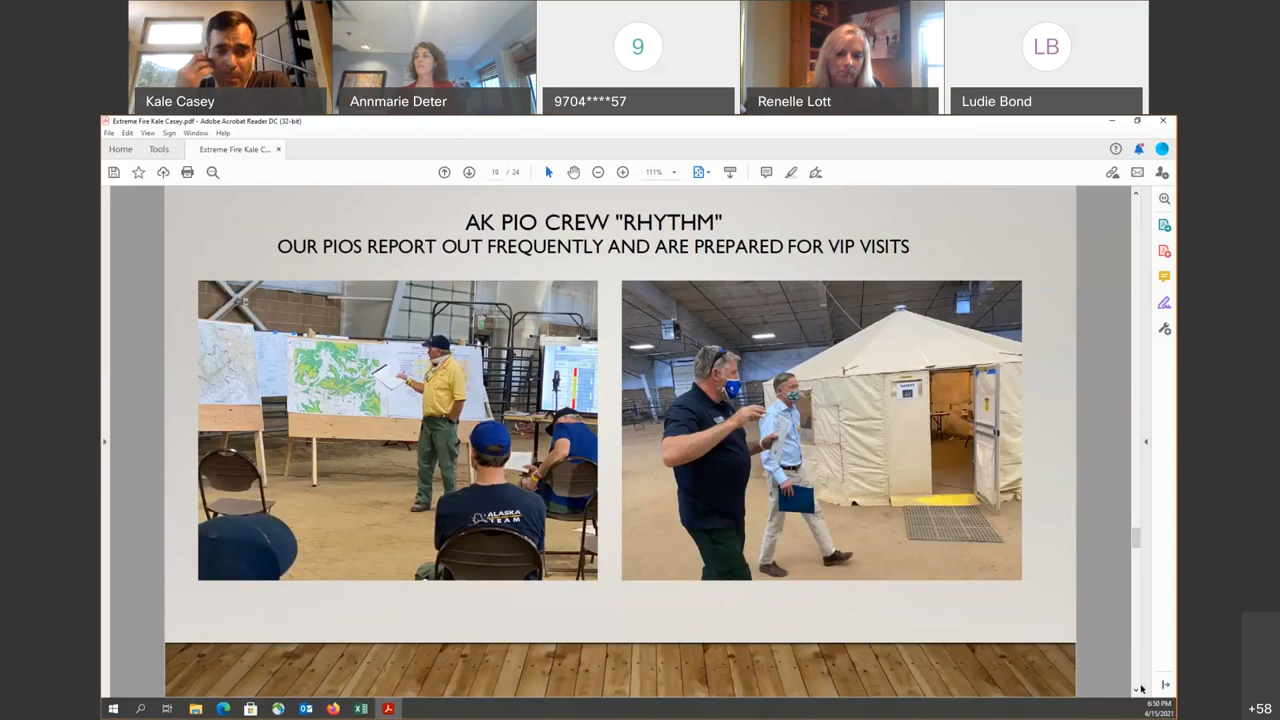 9
LB
Kale Casey
Annmarie Deter
9704****57
Renelle Lott
Ludie Bond
Extreme Fire Kale Casey.pdf - Adobe Acrobat Reader DC (32-bit)
File Edit View Sign Window Help
Home Tools Extreme Fire Kale C... ×
19 / 24 111%
AK PIO CREW "RHYTHM"
OUR PIOS REPORT OUT FREQUENTLY AND ARE PREPARED FOR VIP VISITS
SAFETY
ALASKA
TEAM
6:50 PM
4/15/2021
+58